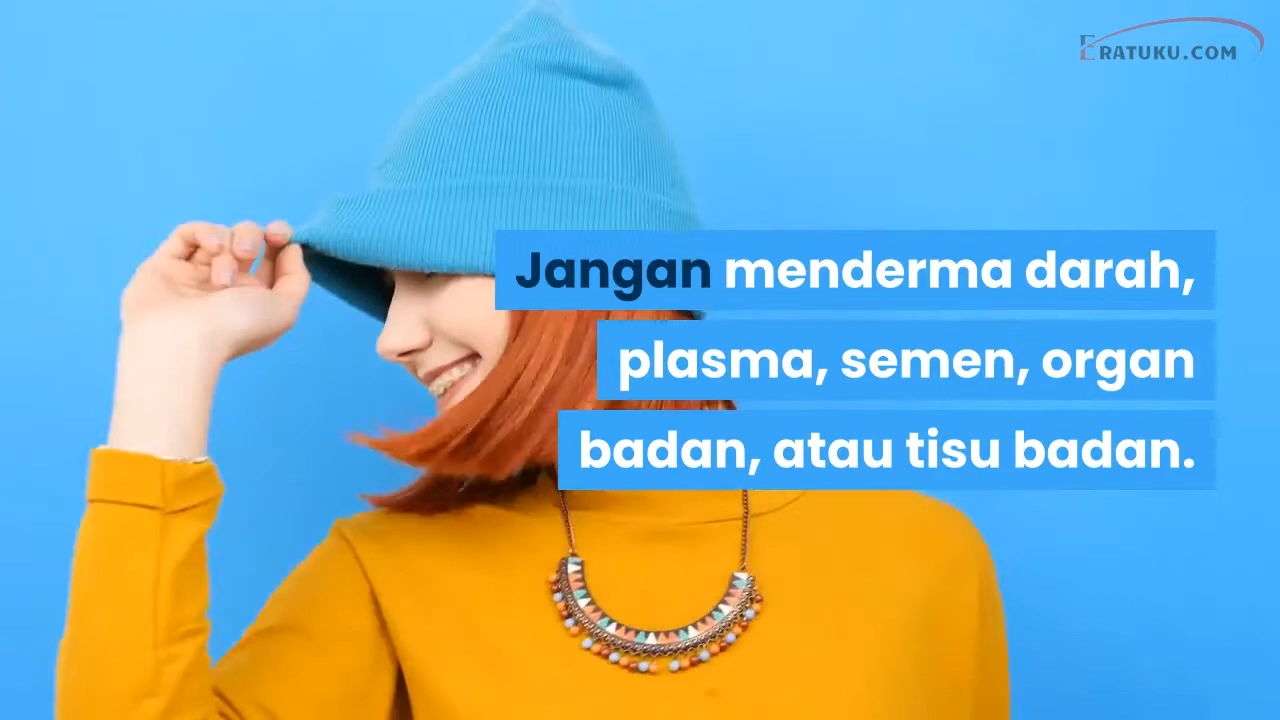 ERATUKU.COM
Jangan menderma darah,
plasma, semen, organ
badan, atau tisu badan.